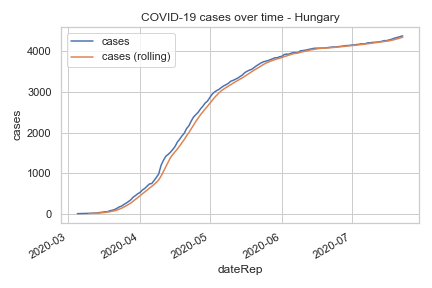 COVID-19 cases over time - Hungary
cases
cases (rolling)
4000
3000
2000
1000
0
cases
2020-03
2020-04
2020-05
2020-06
2020-07
dateRep